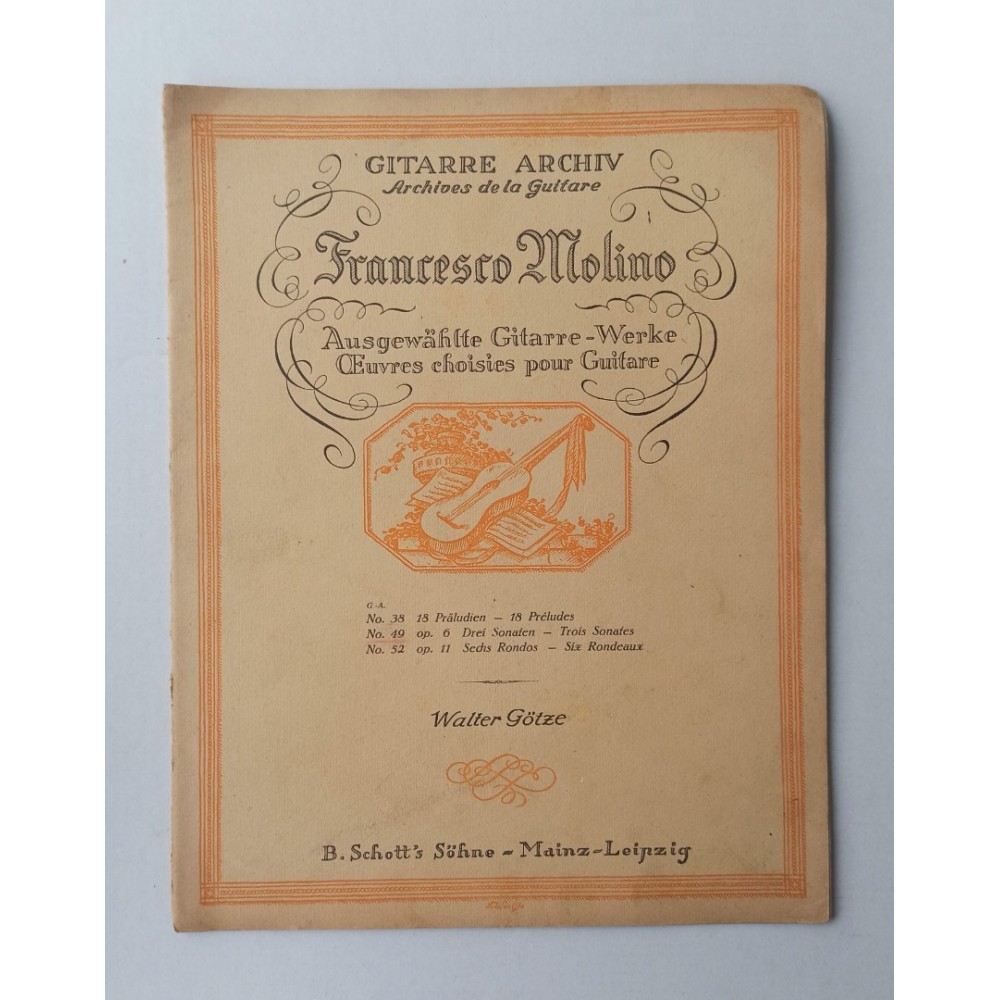 GITARRE ARCHIV
Archives de la Guitare
Francesco Molino
Ausgewählte Gitarre-Werke
Œuvres choisies pour Guitare
G.-A.
No. 38 18 Präludien – 18 Préludes
No. 49 op. 6 Drei Sonaten – Trois Sonates
No. 52 op. 11 Sechs Rondos – Six Rondeaux
Walter Götze
B. Schott's Söhne – Mainz-Leipzig